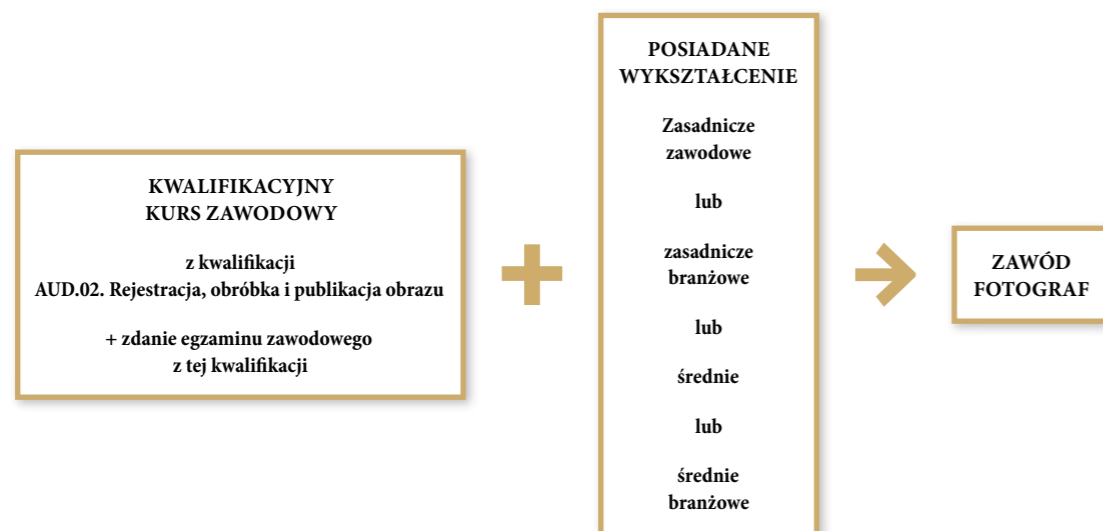 KWALIFIKACYJNY
KURS ZAWODOWY
z kwalifikacji
AUD.02. Rejestracja, obróbka i publikacja obrazu
+ zdanie egzaminu zawodowego
z tej kwalifikacji
POSIADANE
WYKSZTAŁCENIE
Zasadnicze
zawodowe
lub
zasadnicze
branżowe
lub
średnie
lub
średnie
branżowe
ZAWÓD
FOTOGRAF